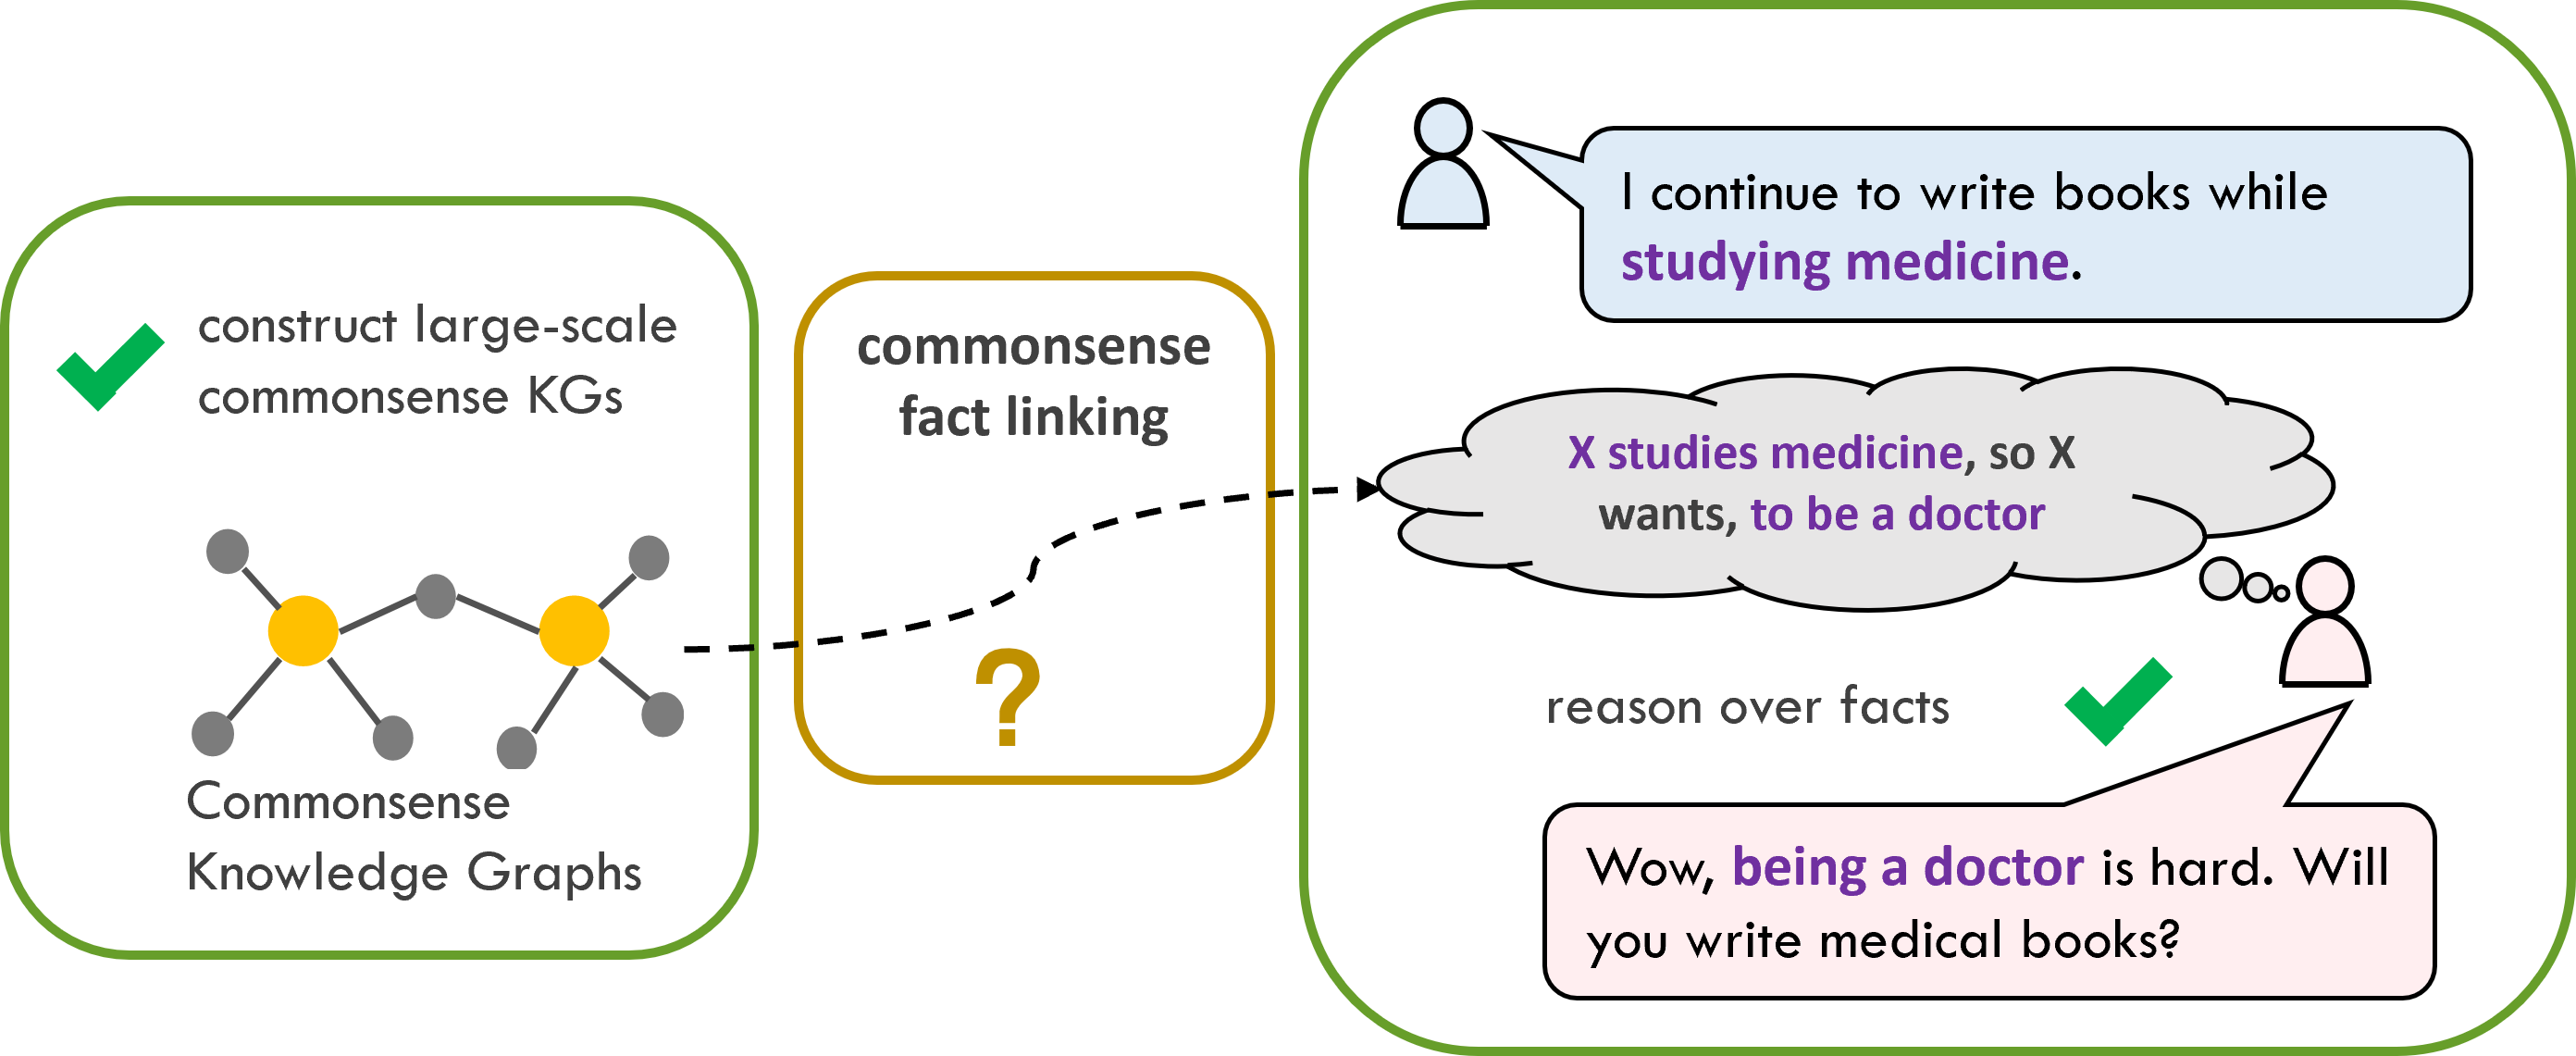 construct large-scale
commonsense KGs
Commonsense
Knowledge Graphs
commonsense
fact linking
?
I continue to write books while
studying medicine.
X studies medicine, so X
wants, to be a doctor
reason over facts
Wow, being a doctor is hard. Will
you write medical books?